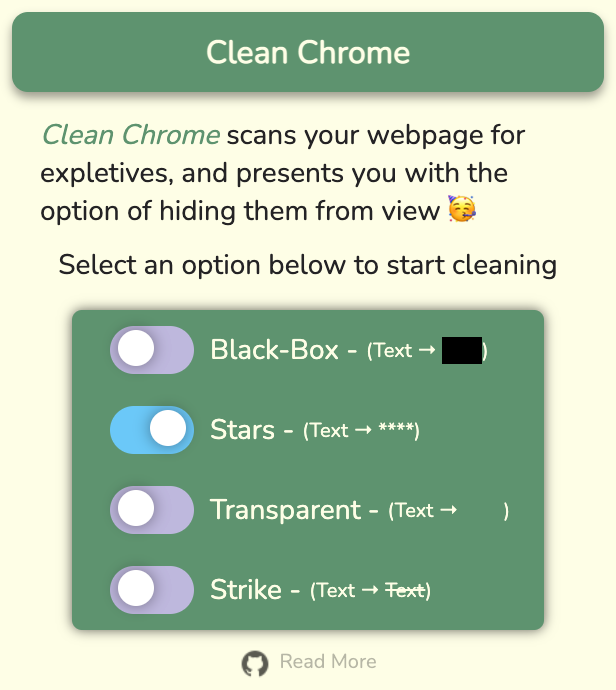 Clean Chrome
Clean Chrome scans your webpage for
expletives, and presents you with the
option of hiding them from view 🥳
Select an option below to start cleaning
Black-Box - (Text → ■)
Stars - (Text → ****)
Transparent - (Text →     )
Strike - (Text → Text)
Read More